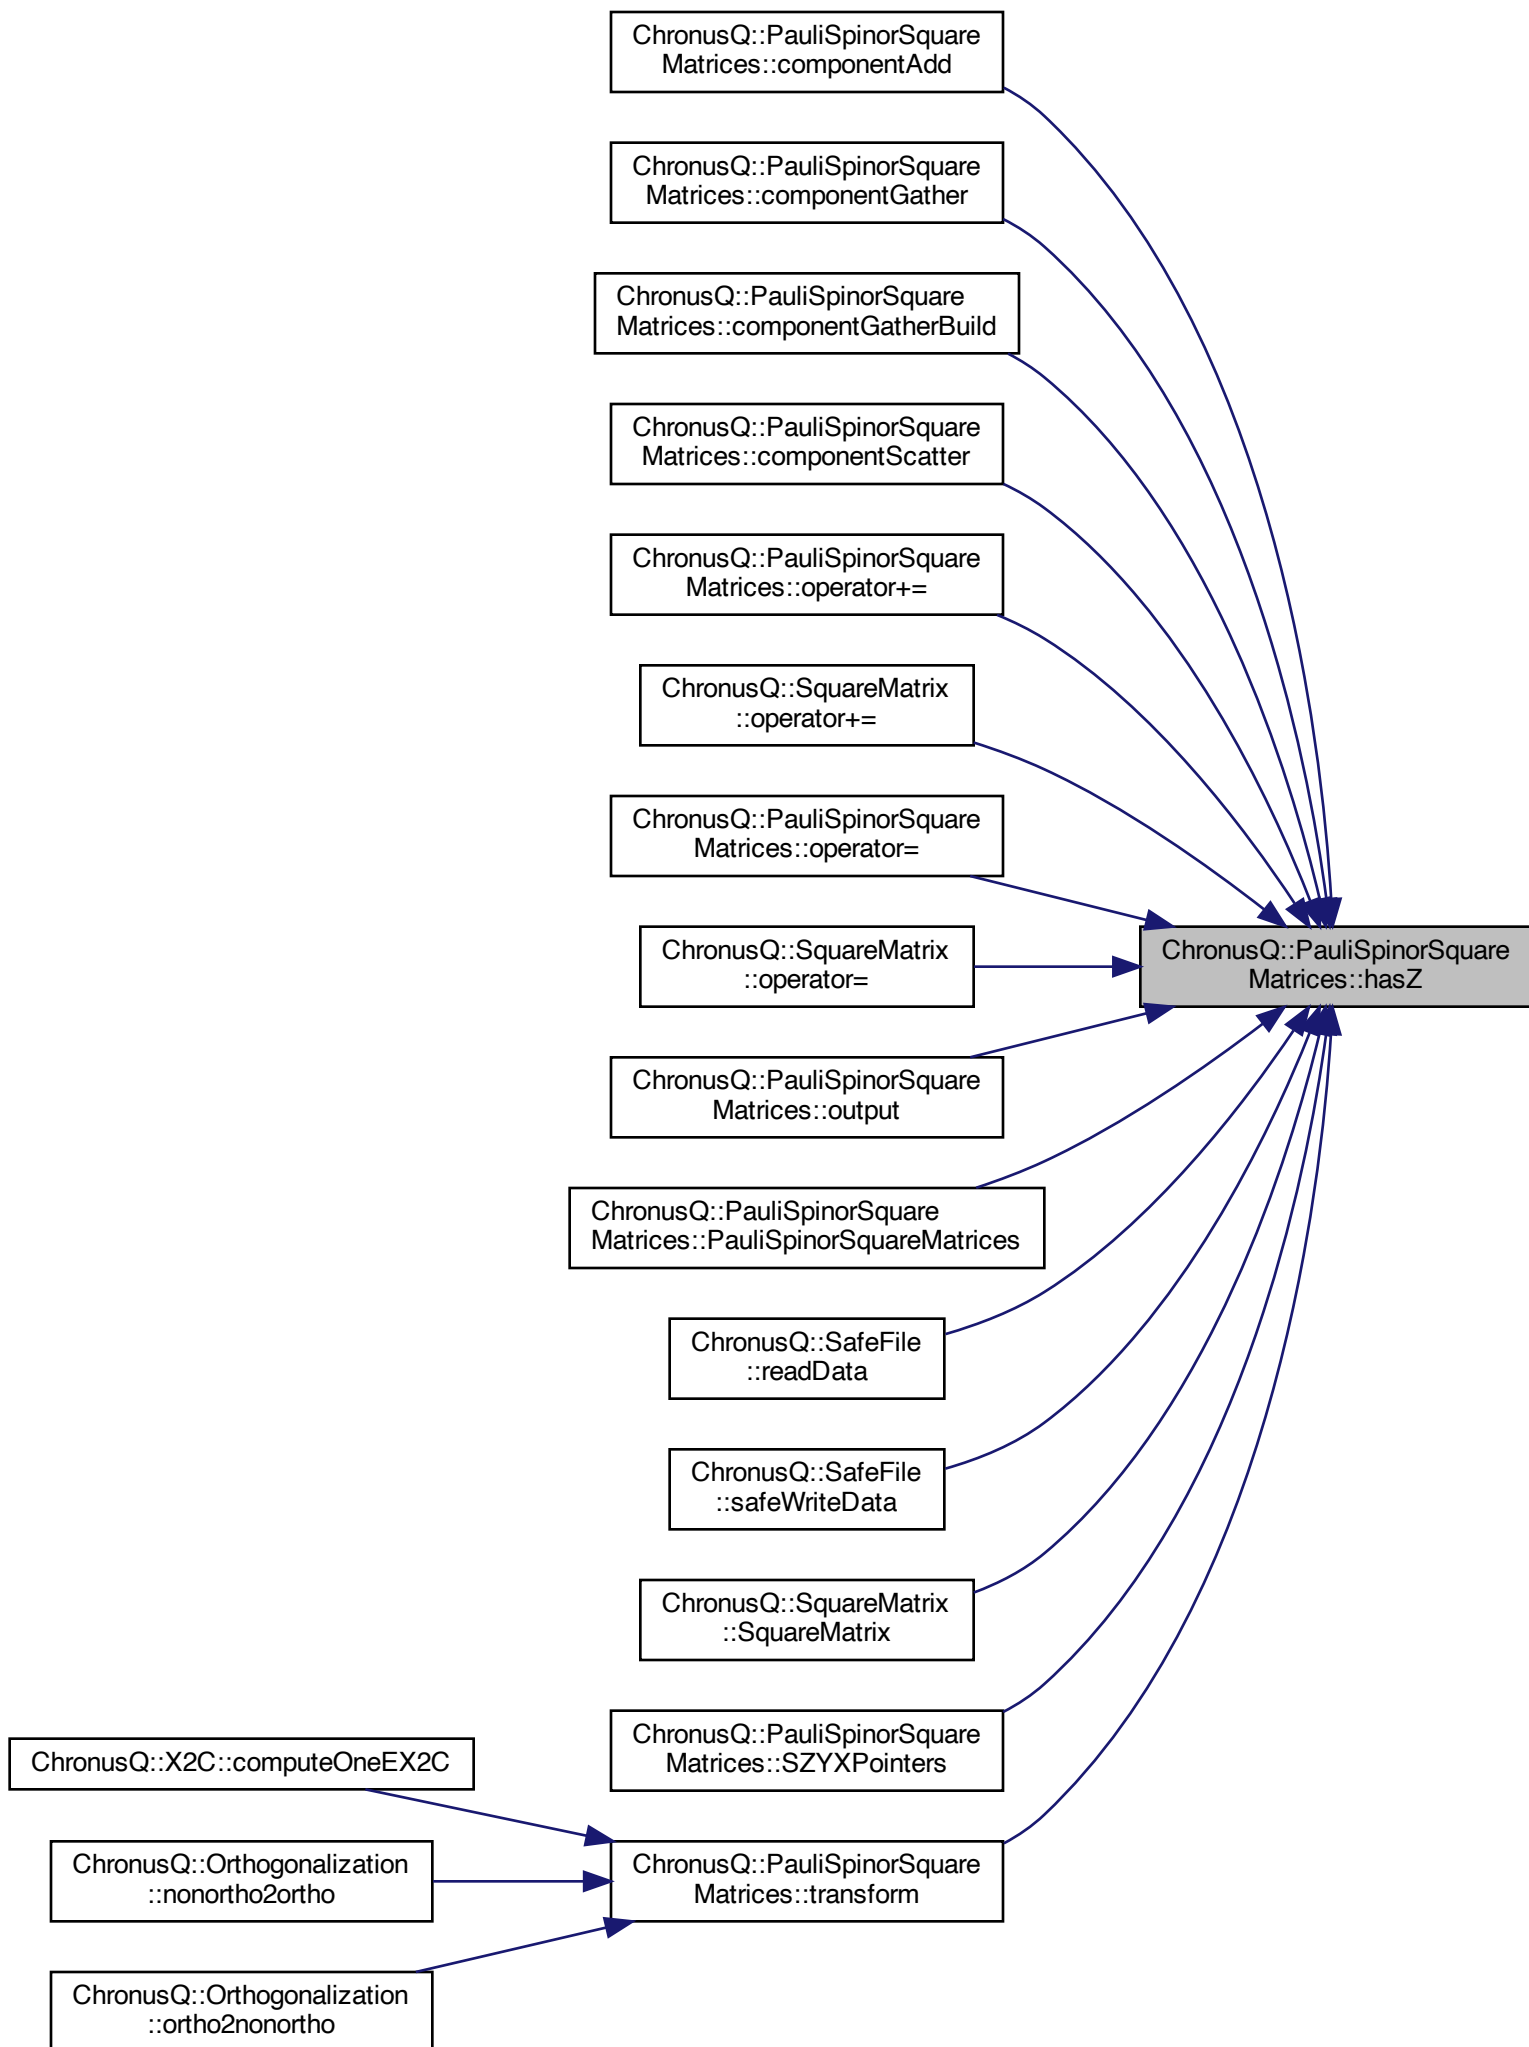 ChronusQ::PauliSpinorSquare
Matrices::componentAdd
ChronusQ::PauliSpinorSquare
Matrices::componentGather
ChronusQ::PauliSpinorSquare
Matrices::componentGatherBuild
ChronusQ::PauliSpinorSquare
Matrices::componentScatter
ChronusQ::PauliSpinorSquare
Matrices::operator+=
ChronusQ::SquareMatrix
::operator+=
ChronusQ::PauliSpinorSquare
Matrices::operator=
ChronusQ::SquareMatrix
::operator=
ChronusQ::PauliSpinorSquare
Matrices::hasZ
ChronusQ::PauliSpinorSquare
Matrices::output
ChronusQ::PauliSpinorSquare
Matrices::PauliSpinorSquareMatrices
ChronusQ::SafeFile
::readData
ChronusQ::SafeFile
::safeWriteData
ChronusQ::SquareMatrix
::SquareMatrix
ChronusQ::PauliSpinorSquare
Matrices::SZYXPointers
ChronusQ::X2C::computeOneEX2C
ChronusQ::Orthogonalization
::nonortho2ortho
ChronusQ::PauliSpinorSquare
Matrices::transform
ChronusQ::Orthogonalization
::ortho2nonortho